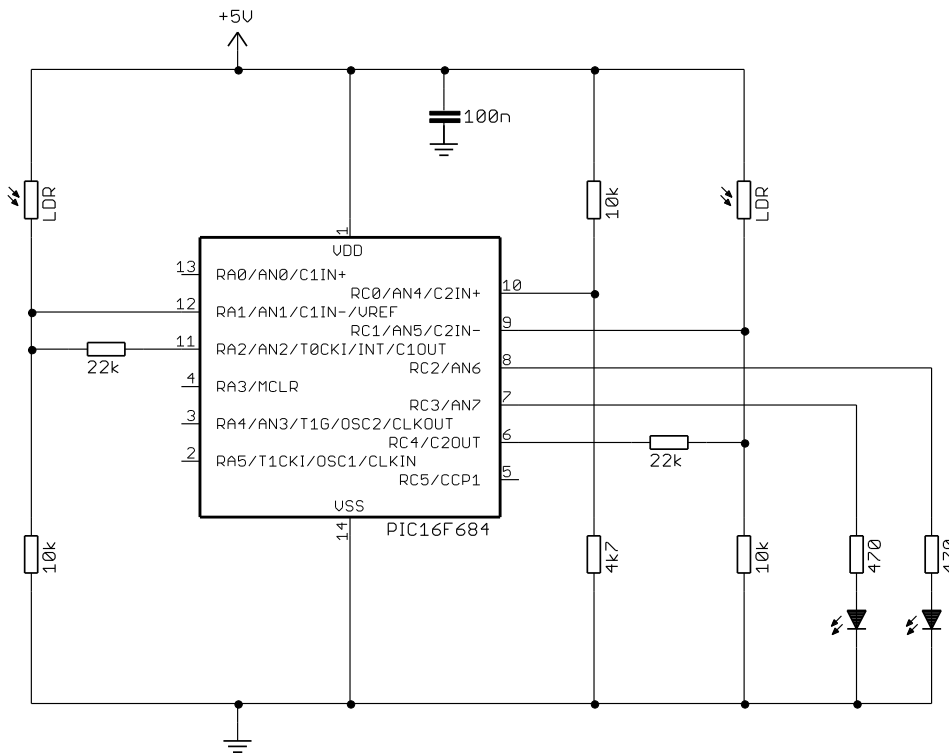 +5V
100n
LDR
10k
LDR
1
VDD
13
RA0/AN0/C1IN+
RC0/AN4/C2IN+
10
12
RA1/AN1/C1IN-/VREF
RC1/AN5/C2IN-
9
11
RA2/AN2/T0CKI/INT/C1OUT
22k
RC2/AN6
8
4
RA3/MCLR
RC3/AN7
7
3
RA4/AN3/T1G/OSC2/CLKOUT
RC4/C2OUT
6
22k
2
RA5/T1CKI/OSC1/CLKIN
RC5/CCP1
5
VSS
14
PIC16F684
10k
4k7
10k
470
470